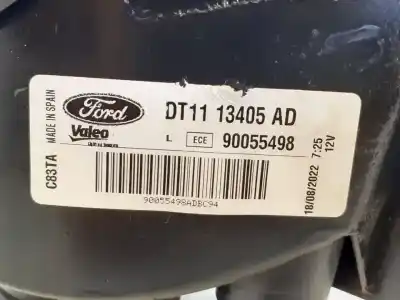 MADE IN SPAIN
C83TA
Ford
Valeo
DT11 13405 AD
L ECE 90055498
90055498ADBC94
18/08/2022 7:25
12V